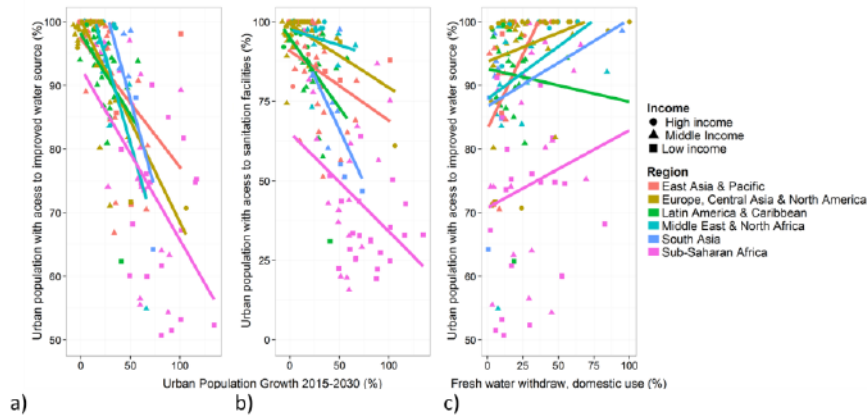 Urban population with acess to improved water source (%)
100
90
80
70
60
50
0
50
100
150
a)
Urban population with acess to sanitation facilities (%)
100
75
50
25
0
0
50
100
150
b)
Urban Population Growth 2015-2030 (%)
Urban population with acess to improved water source (%)
100
90
80
70
60
50
0
25
50
75
100
c)
Fresh water withdraw, domestic use (%)
Income
High income
Middle Income
Low income
Region
East Asia & Pacific
Europe, Central Asia & North America
Latin America & Caribbean
Middle East & North Africa
South Asia
Sub-Saharan Africa